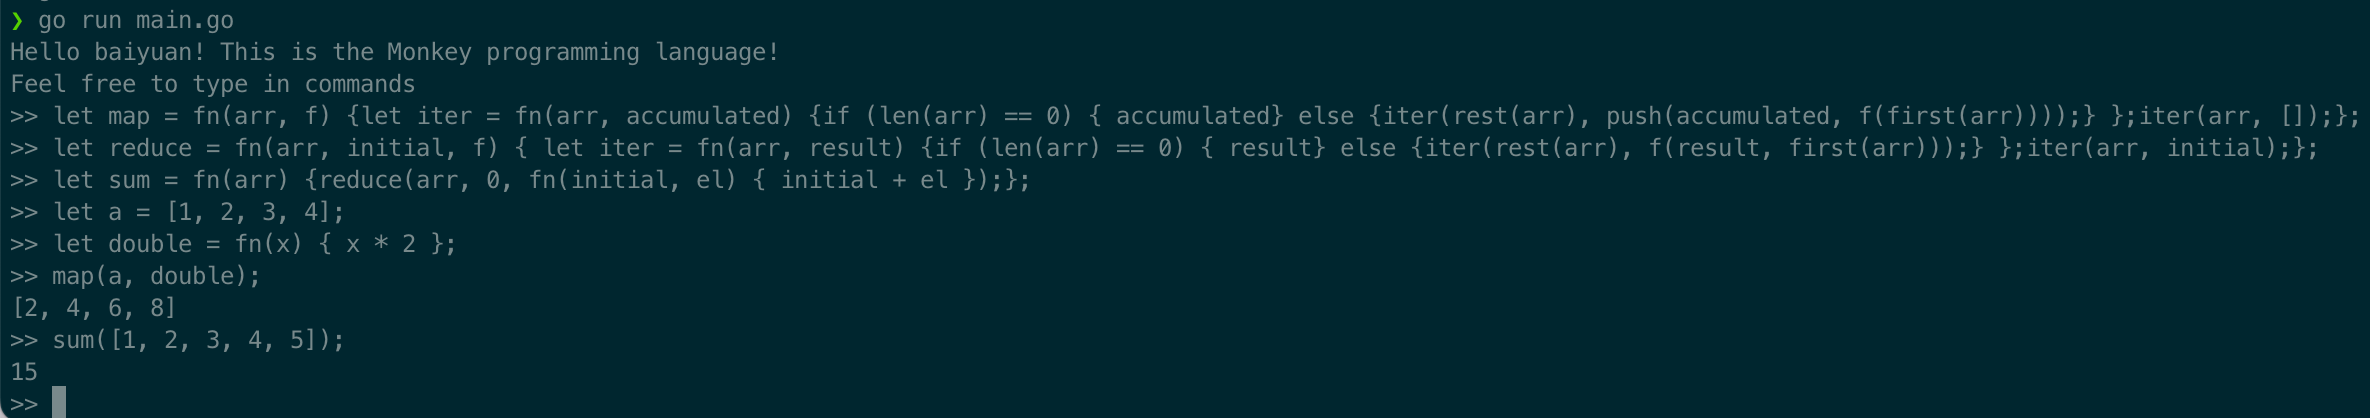 ❯ go run main.go
Hello baiyuan! This is the Monkey programming language!
Feel free to type in commands
>> let map = fn(arr, f) {let iter = fn(arr, accumulated) {if (len(arr) == 0) { accumulated} else {iter(rest(arr), push(accumulated, f(first(arr))));} };iter(arr, []);};
>> let reduce = fn(arr, initial, f) { let iter = fn(arr, result) {if (len(arr) == 0) { result} else {iter(rest(arr), f(result, first(arr)));} };iter(arr, initial);};
>> let sum = fn(arr) {reduce(arr, 0, fn(initial, el) { initial + el });};
>> let a = [1, 2, 3, 4];
>> let double = fn(x) { x * 2 };
>> map(a, double);
[2, 4, 6, 8]
>> sum([1, 2, 3, 4, 5]);
15
>>